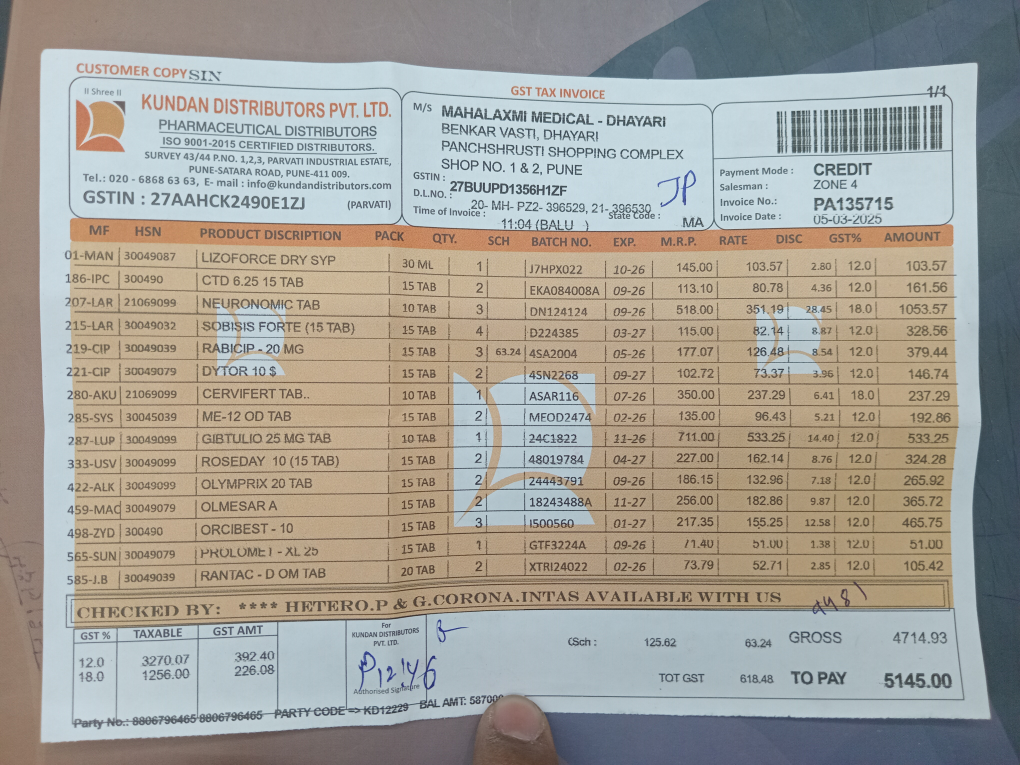 CUSTOMER COPY SIN
GST TAX INVOICE
1/1
II Shree II
KUNDAN DISTRIBUTORS PVT. LTD.
PHARMACEUTICAL DISTRIBUTORS
ISO 9001-2015 CERTIFIED DISTRIBUTORS.
SURVEY 43/44 P.NO. 1,2,3, PARVATI INDUSTRIAL ESTATE,
PUNE-SATARA ROAD, PUNE-411 009.
Tel.: 020 - 6868 63 63, E- mail : info@kundandistributors.com
GSTIN : 27AAHCK2490E1ZJ (PARVATI)
M/S MAHALAXMI MEDICAL - DHAYARI
BENKAR VASTI, DHAYARI
PANCHSHRUSTI SHOPPING COMPLEX
SHOP NO. 1 & 2, PUNE
GSTIN : 27BUUPD1356H1ZF
D.L.NO. : 20- MH- PZ2- 396529, 21- 396530
Time of Invoice : 11:04 (BALU ) State Code : MA
JP
Payment Mode : CREDIT
Salesman : ZONE 4
Invoice No.: PA135715
Invoice Date : 05-03-2025
MF HSN PRODUCT DISCRIPTION PACK QTY. SCH BATCH NO. EXP. M.R.P. RATE DISC GST% AMOUNT
01-MAN 30049087 LIZOFORCE DRY SYP 30 ML 1 J7HPX022 10-26 145.00 103.57 2.80 12.0 103.57
186-IPC 300490 CTD 6.25 15 TAB 15 TAB 2 EKA084008A 09-26 113.10 80.78 4.36 12.0 161.56
207-LAR 21069099 NEURONOMIC TAB 10 TAB 3 DN124124 09-26 518.00 351.19 28.45 18.0 1053.57
215-LAR 30049032 SOBISIS FORTE (15 TAB) 15 TAB 4 D224385 03-27 115.00 82.14 8.87 12.0 328.56
219-CIP 30049039 RABICIP - 20 MG 15 TAB 3 63.24 4SA2004 05-26 177.07 126.48 8.54 12.0 379.44
221-CIP 30049079 DYTOR 10 $ 15 TAB 2 45N2268 09-27 102.72 73.37 3.96 12.0 146.74
280-AKU 21069099 CERVIFERT TAB.. 10 TAB 1 ASAR116 07-26 350.00 237.29 6.41 18.0 237.29
285-SYS 30045039 ME-12 OD TAB 15 TAB 2 MEOD2474 02-26 135.00 96.43 5.21 12.0 192.86
287-LUP 30049099 GIBTULIO 25 MG TAB 10 TAB 1 24C1822 11-26 711.00 533.25 14.40 12.0 533.25
333-USV 30049099 ROSEDAY 10 (15 TAB) 15 TAB 2 48019784 04-27 227.00 162.14 8.76 12.0 324.28
422-ALK 30049099 OLYMPRIX 20 TAB 15 TAB 2 24443791 09-26 186.15 132.96 7.18 12.0 265.92
459-MAC 30049079 OLMESAR A 15 TAB 2 18243488A 11-27 256.00 182.86 9.87 12.0 365.72
498-ZYD 300490 ORCIBEST - 10 15 TAB 3 I500560 01-27 217.35 155.25 12.58 12.0 465.75
565-SUN 30049079 PROLOMET - XL 25 15 TAB 1 GTF3224A 09-26 71.40 51.00 1.38 12.0 51.00
585-J.B 30049039 RANTAC - D OM TAB 20 TAB 2 XTRI24022 02-26 73.79 52.71 2.85 12.0 105.42
CHECKED BY: **** HETERO.P & G.CORONA.INTAS AVAILABLE WITH US
9481
GST % TAXABLE GST AMT
12.0 3270.07 392.40
18.0 1256.00 226.08
For
KUNDAN DISTRIBUTORS
PVT. LTD.
Authorised Signature
(Sch : 125.62 63.24 GROSS 4714.93
TOT GST 618.48 TO PAY 5145.00
Party No.: 8806796465 8806796465 PARTY CODE => KD12229 BAL AMT: